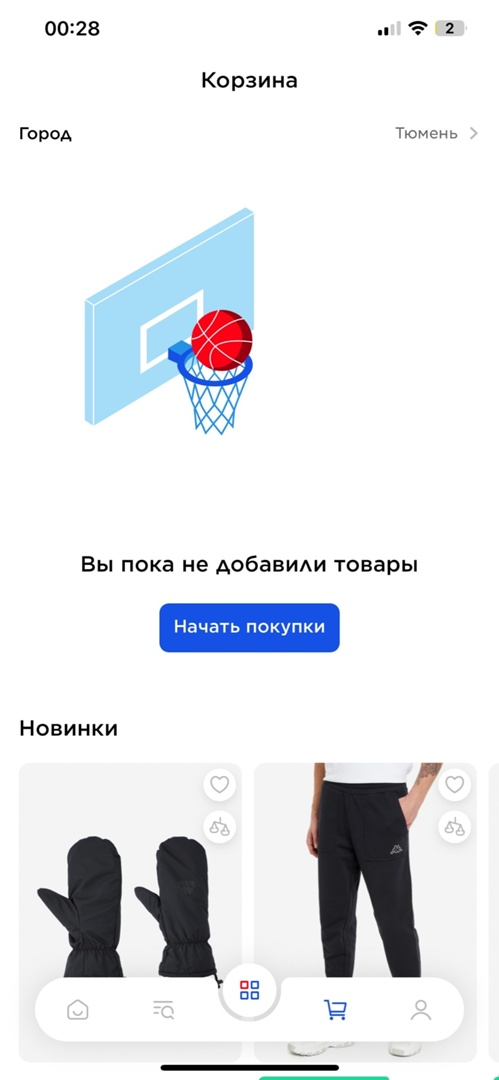 00:28
2
Корзина
Город
Тюмень
Вы пока не добавили товары
Начать покупки
Новинки